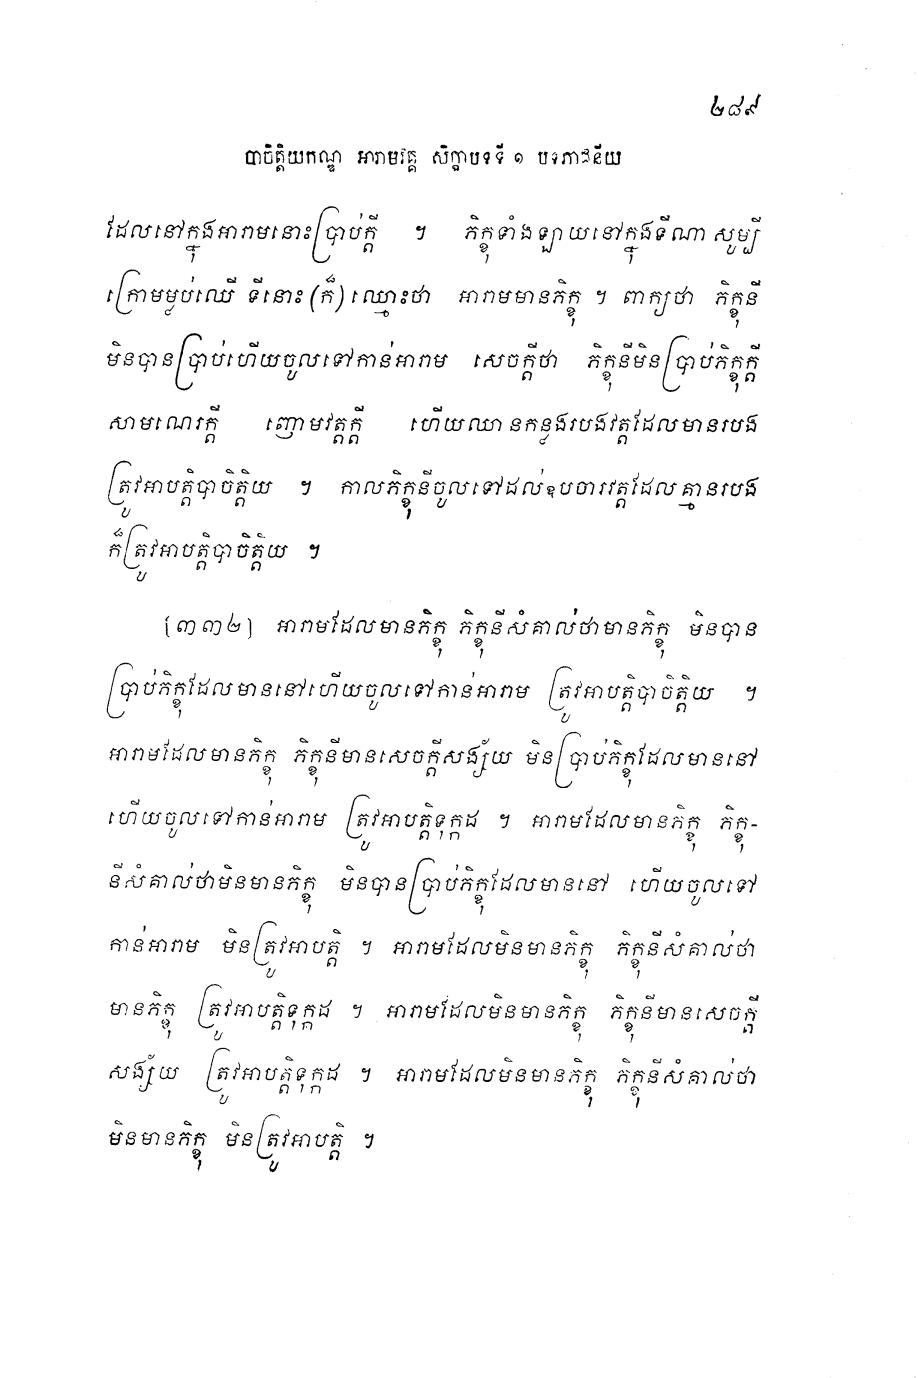 ២៨៩
បាចិត្តិយកណ្ឌ អារាមវគ្គ សិក្ខាបទទី ១ បទភាជនីយ
ដែលនៅក្នុងអារាមនោះប្រាប់ក្តី ។ ភិក្ខុទាំងឡាយនៅក្នុងទីណា សូម្បី
ក្រោមម្លប់ឈើ ទីនោះ (ក៏) ឈ្មោះថា អារាមមានភិក្ខុ ។ ពាក្យថា ភិក្ខុនី
មិនបានប្រាប់ហើយចូលទៅកាន់អារាម សេចក្តីថា ភិក្ខុនីមិនប្រាប់ភិក្ខុក្តី
សាមណេរក្តី ញោមវត្តក្តី ហើយឈានកន្លងរបងវត្តដែលមានរបង
ត្រូវអាបត្តិបាចិត្តិយ ។ កាលភិក្ខុនីចូលទៅដល់ឧបចារវត្តដែលគ្មានរបង
ក៏ត្រូវអាបត្តិបាចិត្តិយ ។
[៣៣២] អារាមដែលមានភិក្ខុ ភិក្ខុនីសំគាល់ថាមានភិក្ខុ មិនបាន
ប្រាប់ភិក្ខុដែលមាននៅហើយចូលទៅកាន់អារាម ត្រូវអាបត្តិបាចិត្តិយ ។
អារាមដែលមានភិក្ខុ ភិក្ខុនីមានសេចក្តីសង្ស័យ មិនប្រាប់ភិក្ខុដែលមាននៅ
ហើយចូលទៅកាន់អារាម ត្រូវអាបត្តិទុក្កដ ។ អារាមដែលមានភិក្ខុ ភិក្ខុ-
នីសំគាល់ថាមិនមានភិក្ខុ មិនបានប្រាប់ភិក្ខុដែលមាននៅ ហើយចូលទៅ
កាន់អារាម មិនត្រូវអាបត្តិ ។ អារាមដែលមិនមានភិក្ខុ ភិក្ខុនីសំគាល់ថា
មានភិក្ខុ ត្រូវអាបត្តិទុក្កដ ។ អារាមដែលមិនមានភិក្ខុ ភិក្ខុនីមានសេចក្តី
សង្ស័យ ត្រូវអាបត្តិទុក្កដ ។ អារាមដែលមិនមានភិក្ខុ ភិក្ខុនីសំគាល់ថា
មិនមានភិក្ខុ មិនត្រូវអាបត្តិ ។